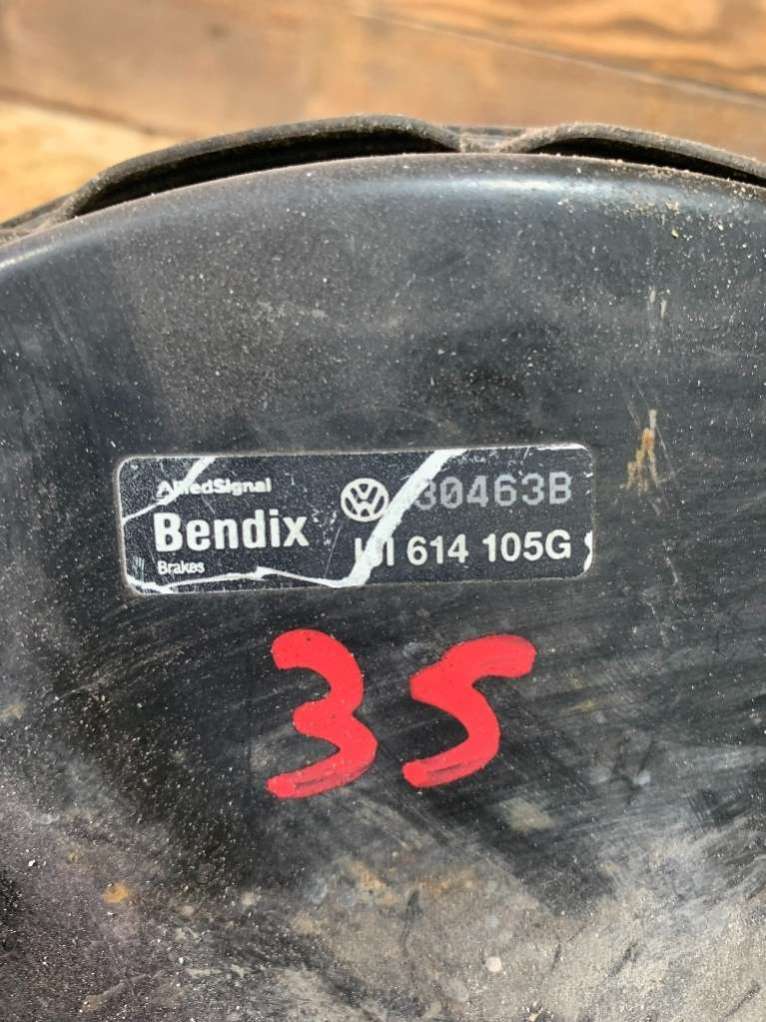 AlliedSignal
Bendix
Brakes
30463B
614 105G
35